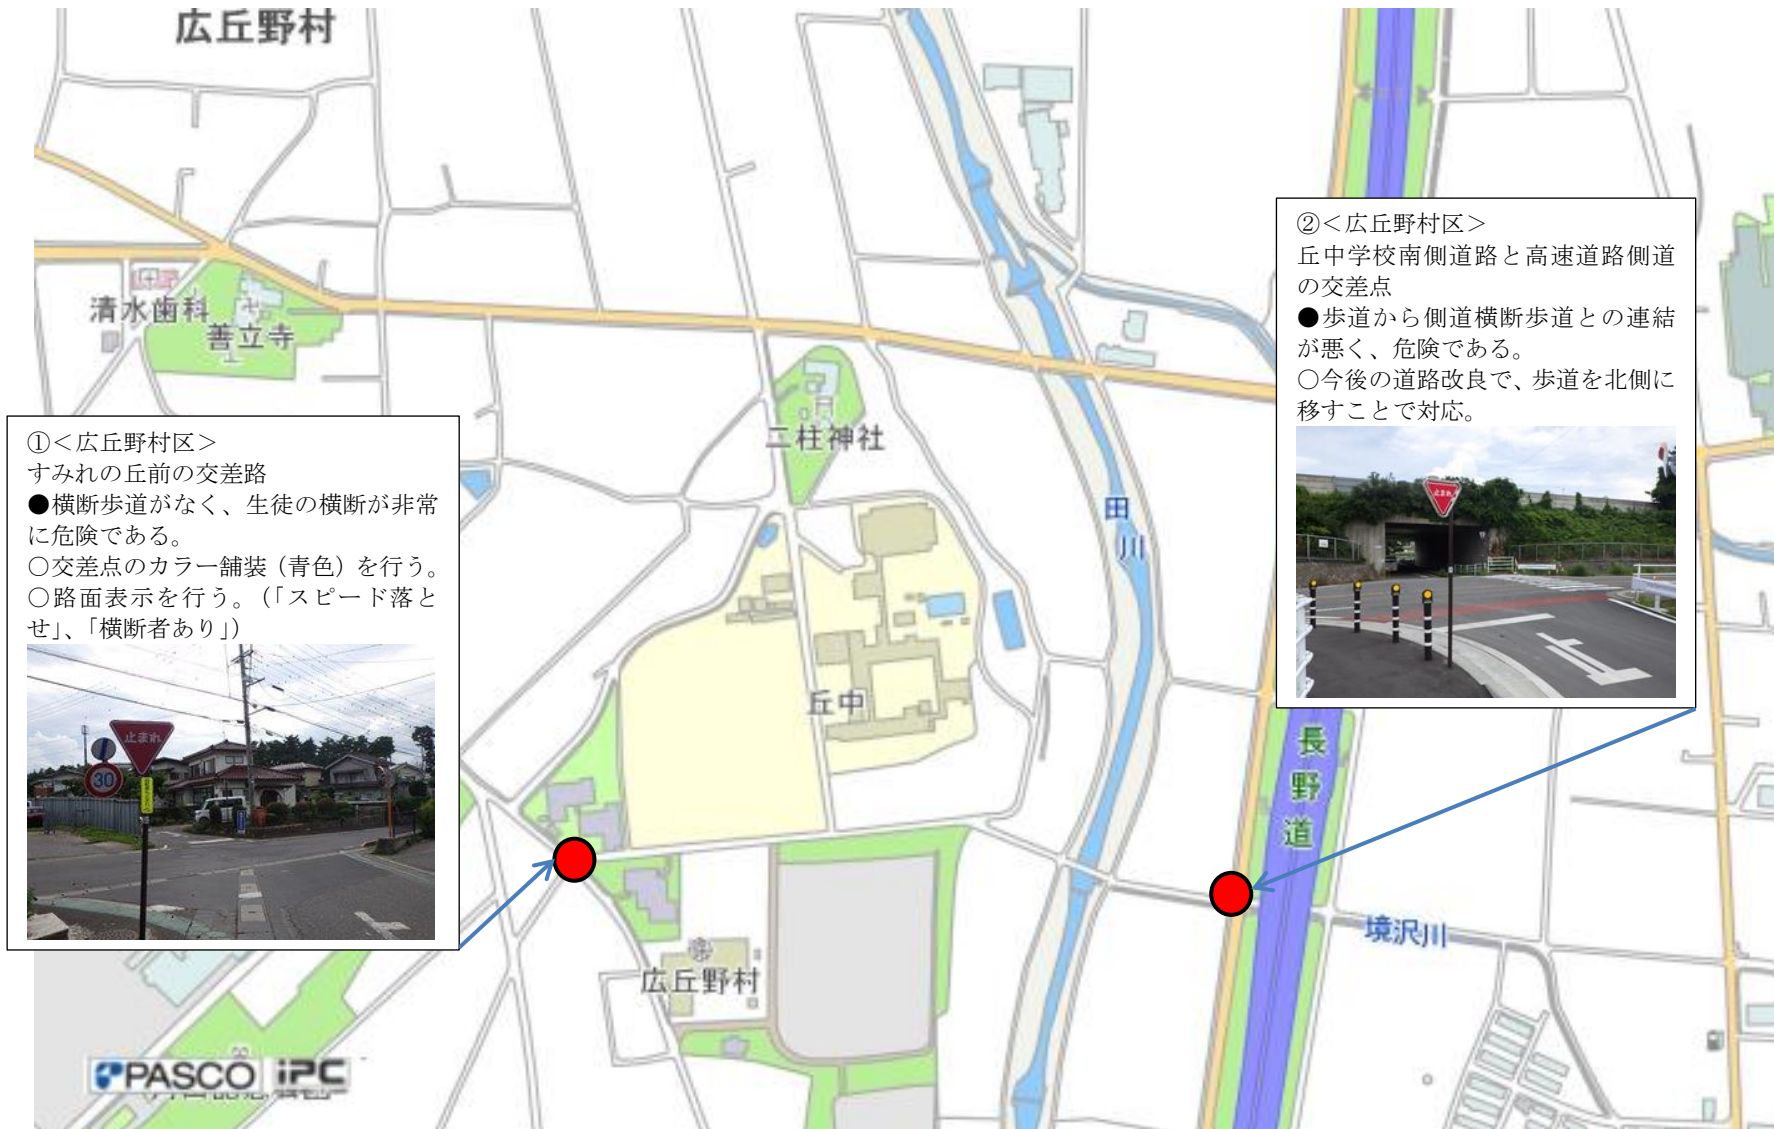 広丘野村
②<広丘野村区>
丘中学校南側道路と高速道路側道
の交差点
●歩道から側道横断歩道との連結
が悪く、危険である。
○今後の道路改良で、歩道を北側に
移すことで対応。
止まれ
清水歯科
善立寺
二柱神社
①<広丘野村区>
すみれの丘前の交差路
●横断歩道がなく、生徒の横断が非常
に危険である。
○交差点のカラー舗装(青色)を行う。
○路面表示を行う。(「スピード落と
せ」、「横断者あり」)
止まれ
30
田川
丘中
長野道
境沢川
広丘野村
PASCO iPC